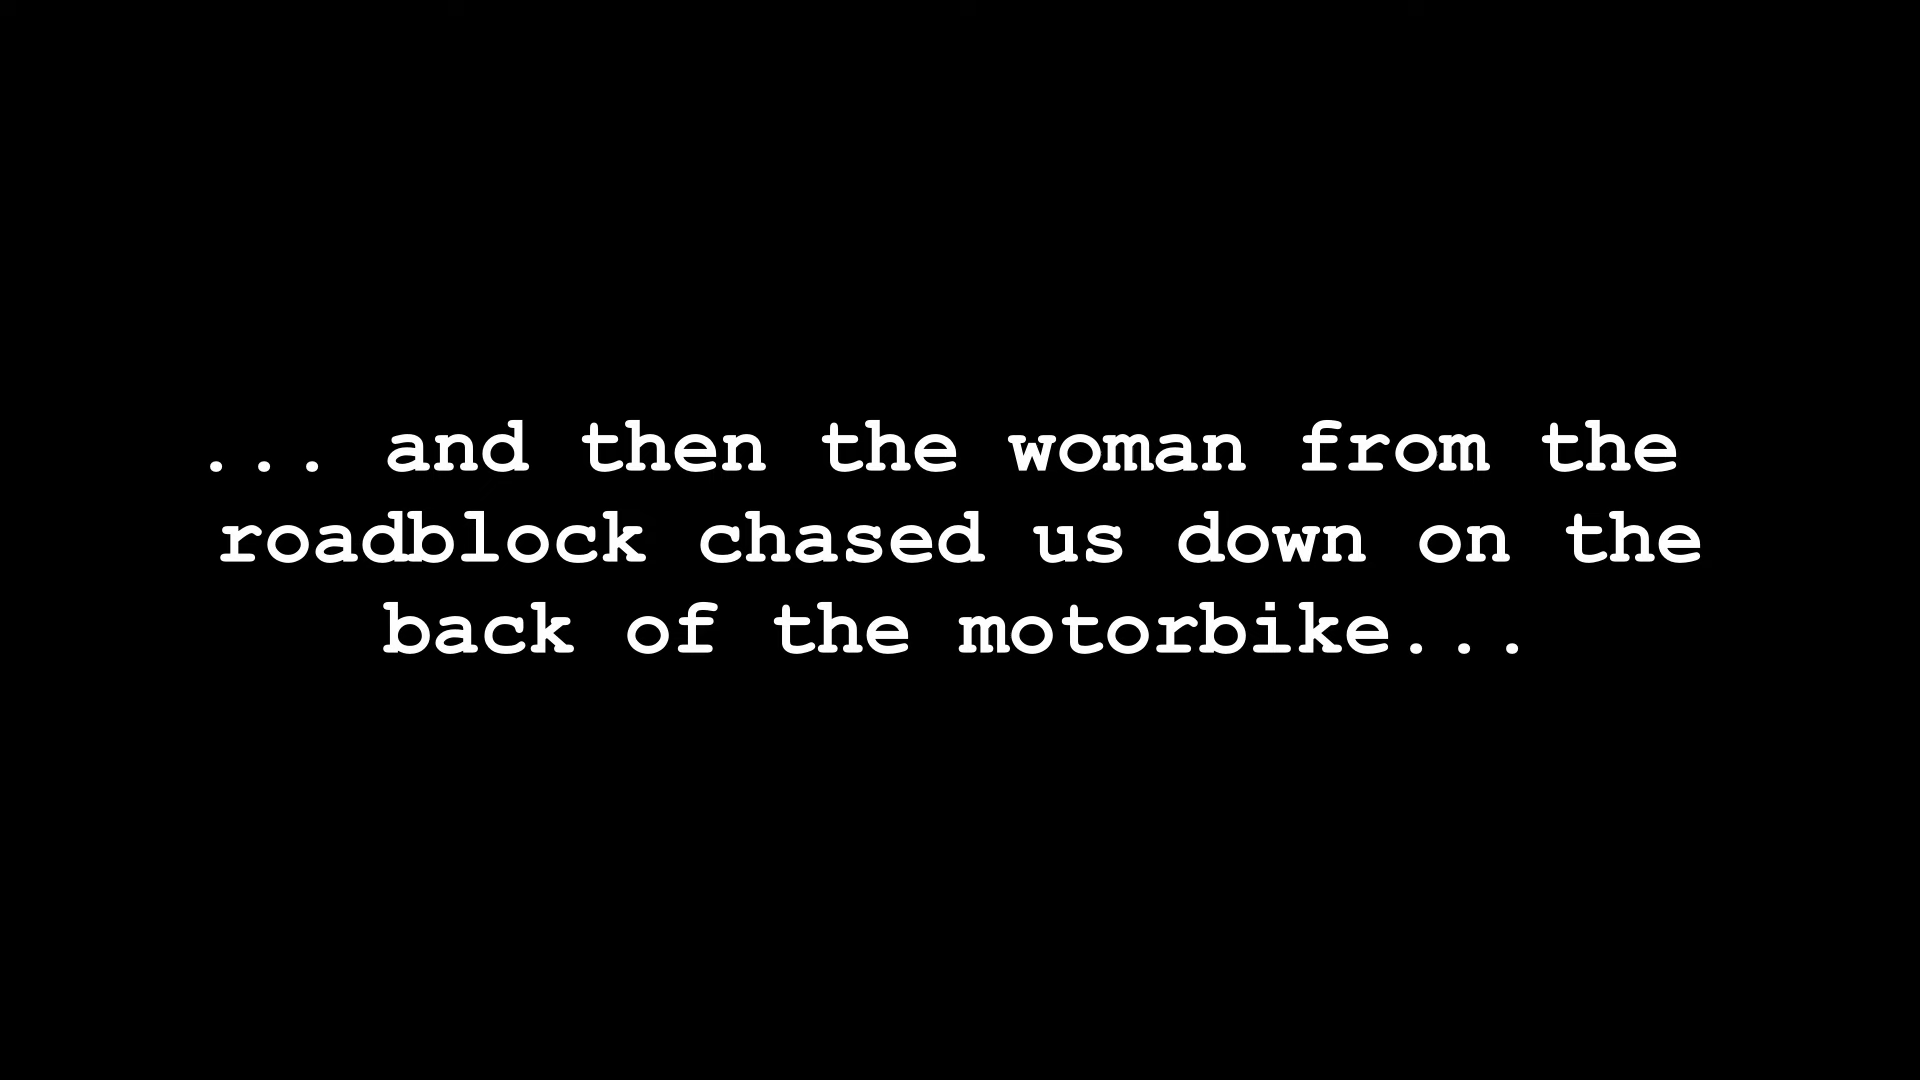 ... and then the woman from the
roadblock chased us down on the
back of the motorbike...